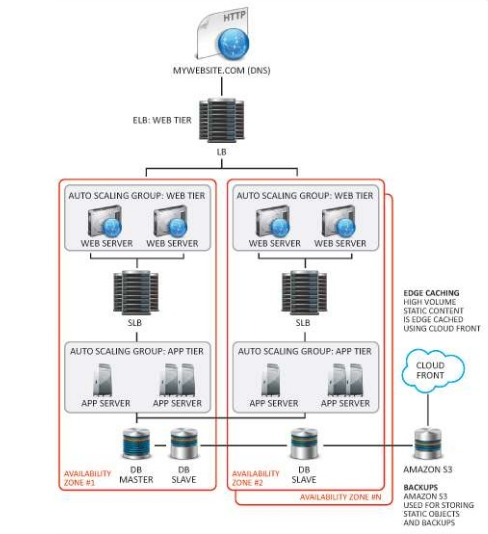 HTTP
MYWEBSITE.COM (DNS)
ELB: WEB TIER
LB
AUTO SCALING GROUP: WEB TIER
WEB SERVER
WEB SERVER
AUTO SCALING GROUP: WEB TIER
WEB SERVER
WEB SERVER
SLB
SLB
EDGE CACHING
HIGH VOLUME
STATIC CONTENT
IS EDGE CACHED
USING CLOUD FRONT
AUTO SCALING GROUP: APP TIER
APP SERVER
APP SERVER
AUTO SCALING GROUP: APP TIER
APP SERVER
APP SERVER
CLOUD
FRONT
AVAILABILITY
ZONE #1
DB
MASTER
DB
SLAVE
AVAILABILITY
ZONE #2
DB
SLAVE
AVAILABILITY ZONE #N
AMAZON S3
BACKUPS
AMAZON S3
USED FOR STORING
STATIC OBJECTS
AND BACKUPS